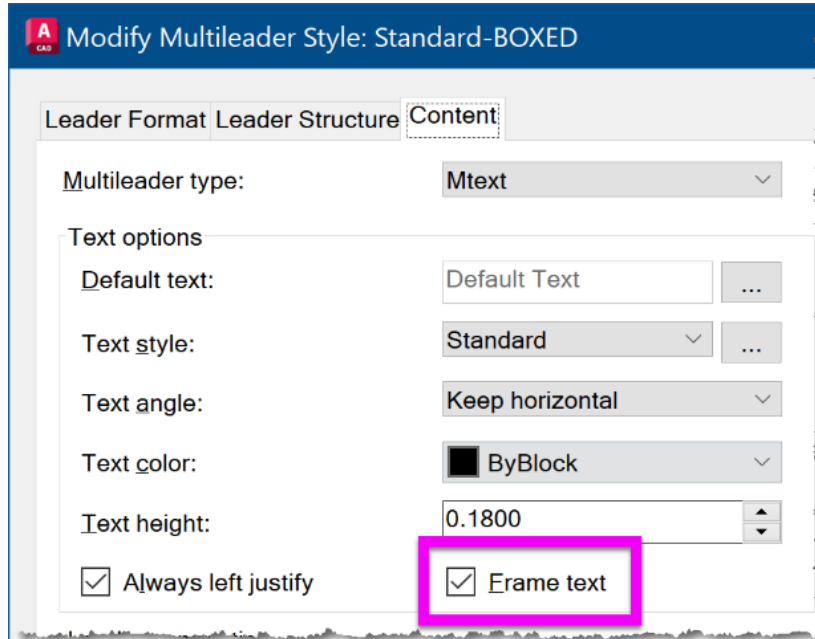 A
CAD
Modify Multileader Style: Standard-BOXED
Leader Format Leader Structure Content
Multileader type: Mtext
Text options
Default text: Default Text ...
Text style: Standard ...
Text angle: Keep horizontal
Text color: ByBlock
Text height: 0.1800
Always left justify Frame text